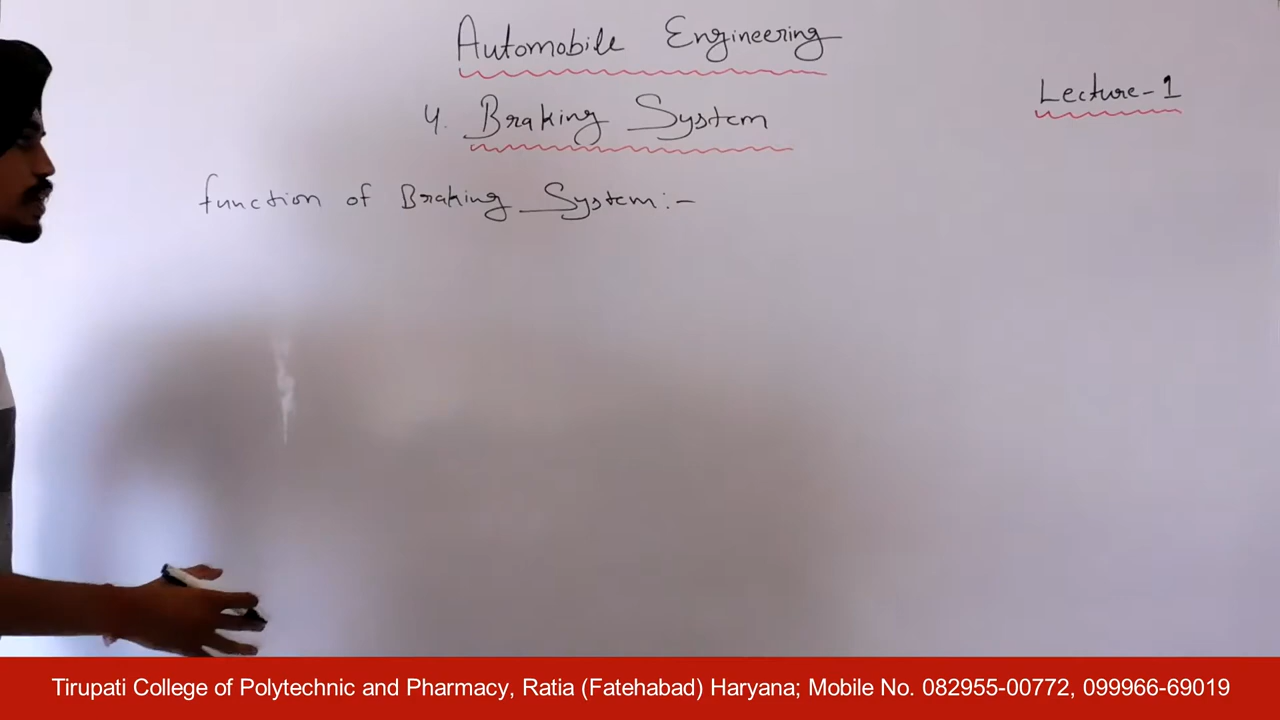 Automobile Engineering
Lecture-1
4. Braking System
function of Braking System:-
Tirupati College of Polytechnic and Pharmacy, Ratia (Fatehabad) Haryana; Mobile No. 082955-00772, 099966-69019